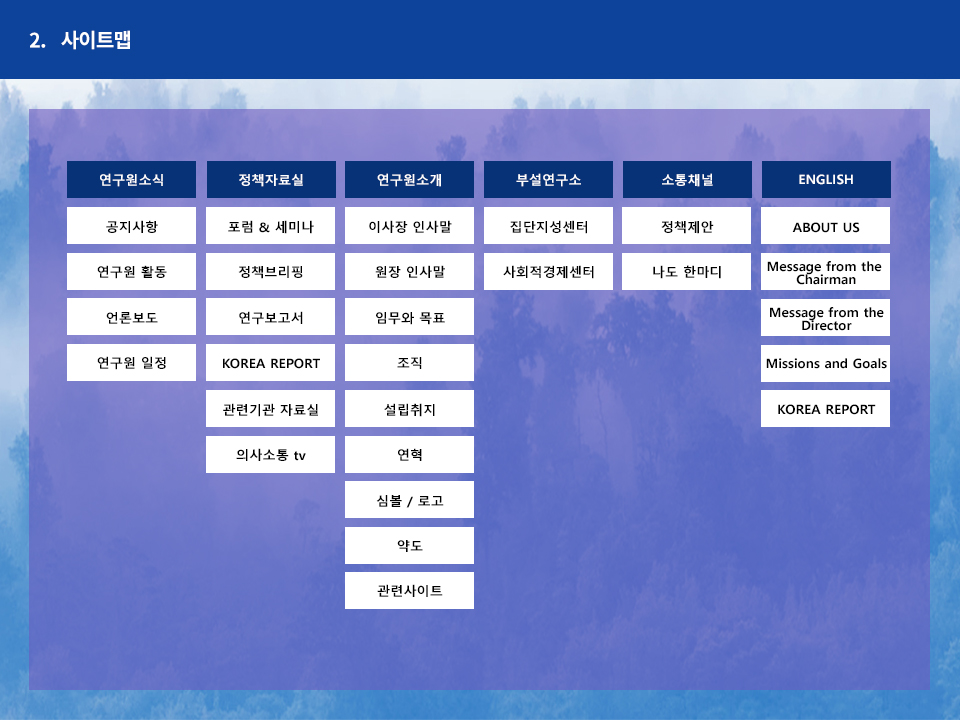 2. 사이트맵
연구원소식
공지사항
연구원 활동
언론보도
연구원 일정
정책자료실
포럼 & 세미나
정책브리핑
연구보고서
KOREA REPORT
관련기관 자료실
의사소통 tv
연구원소개
이사장 인사말
원장 인사말
임무와 목표
조직
설립취지
연혁
심볼 / 로고
약도
관련사이트
부설연구소
집단지성센터
사회적경제센터
소통채널
정책제안
나도 한마디
ENGLISH
ABOUT US
Message from the
Chairman
Message from the
Director
Missions and Goals
KOREA REPORT